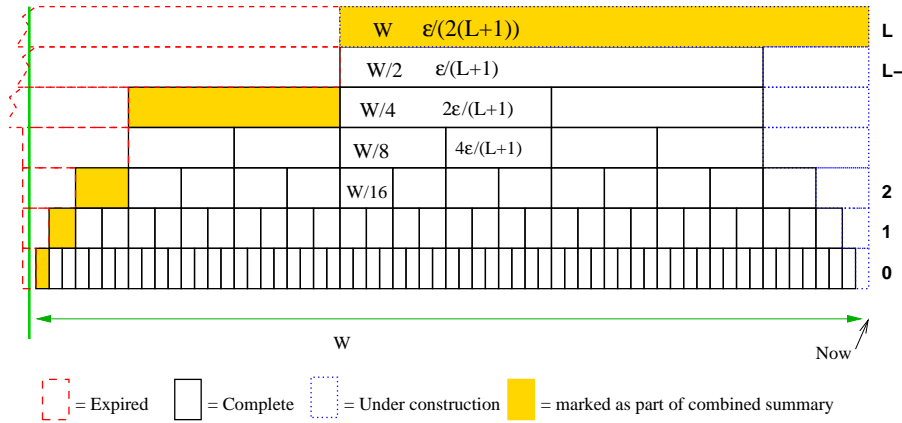 W ε/(2(L+1)) L
W/2 ε/(L+1) L–
W/4 2ε/(L+1)
W/8 4ε/(L+1)
W/16 2
1
0
W
Now
= Expired = Complete = Under construction = marked as part of combined summary